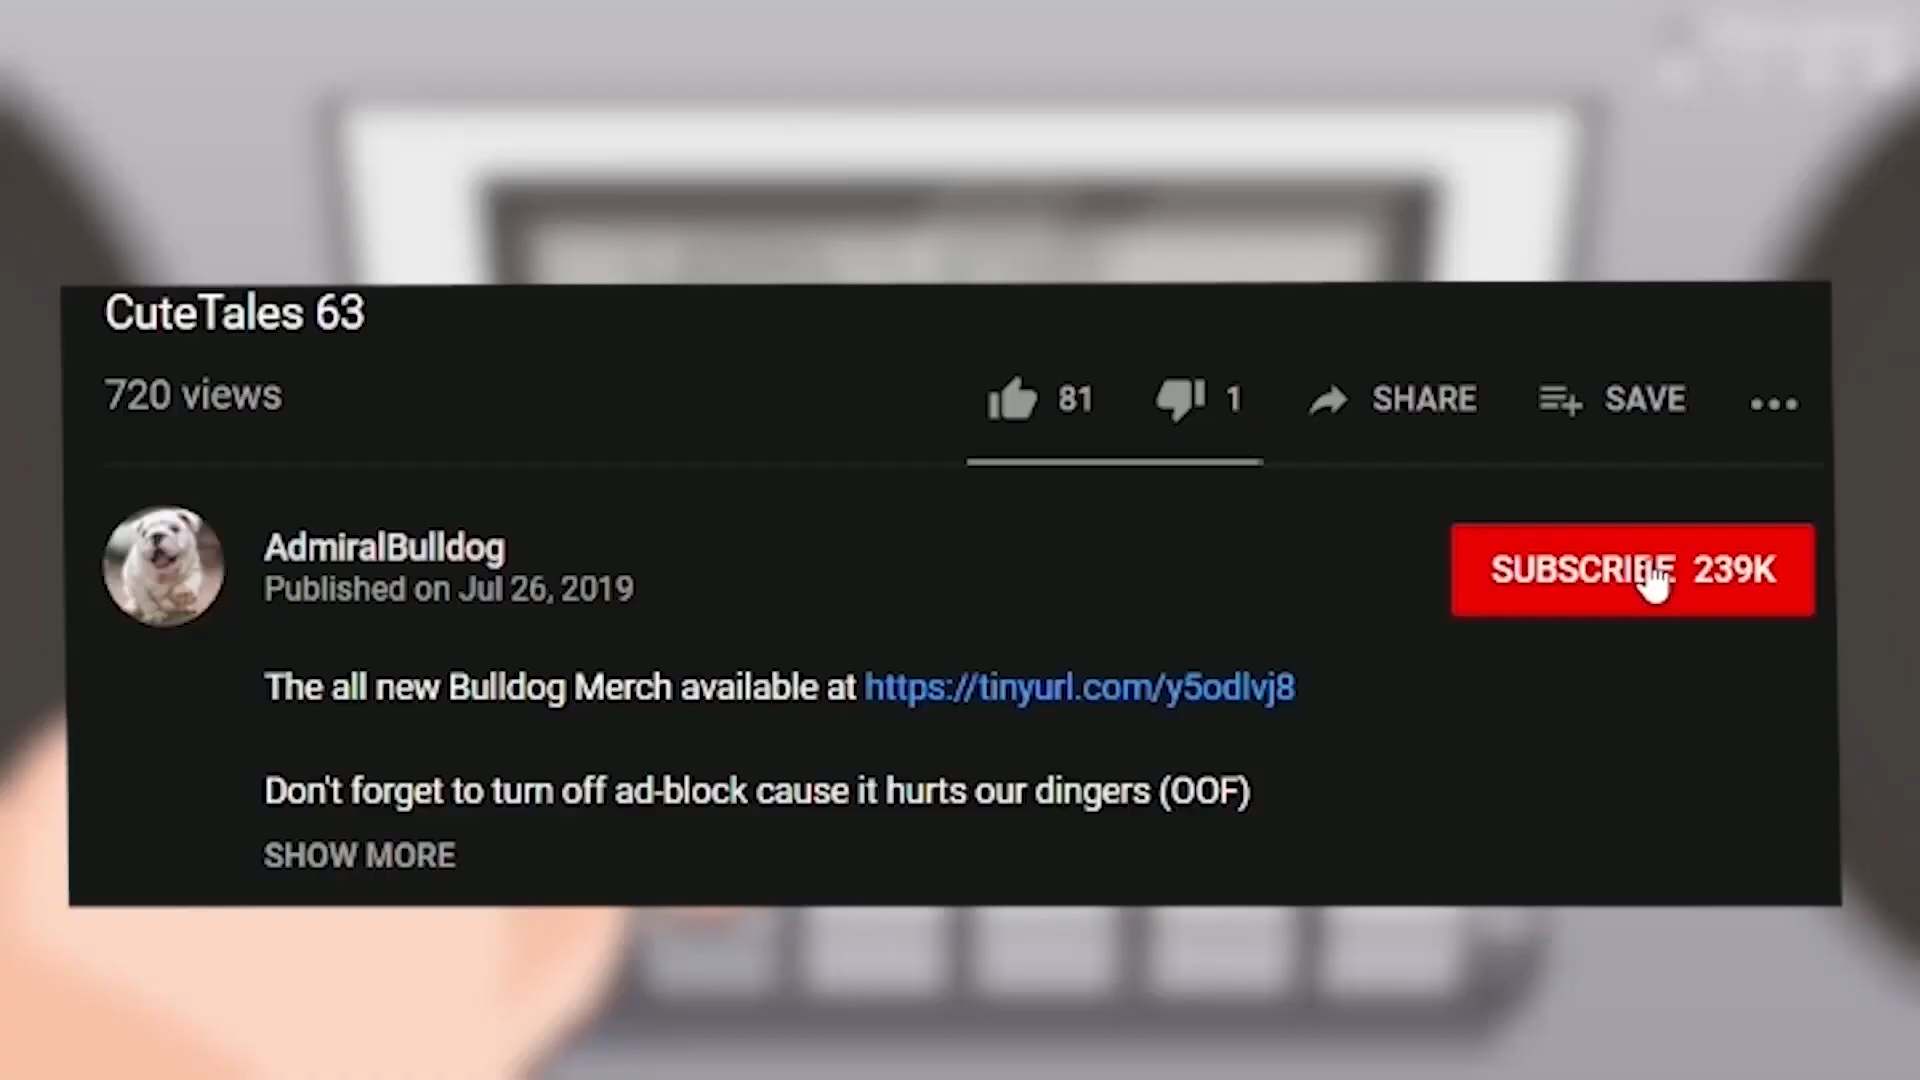 CuteTales 63
720 views
81 1 SHARE SAVE
AdmiralBulldog
Published on Jul 26, 2019
SUBSCRIBE 239K
The all new Bulldog Merch available at https://tinyurl.com/y5odlvj8
Don't forget to turn off ad-block cause it hurts our dingers (OOF)
SHOW MORE